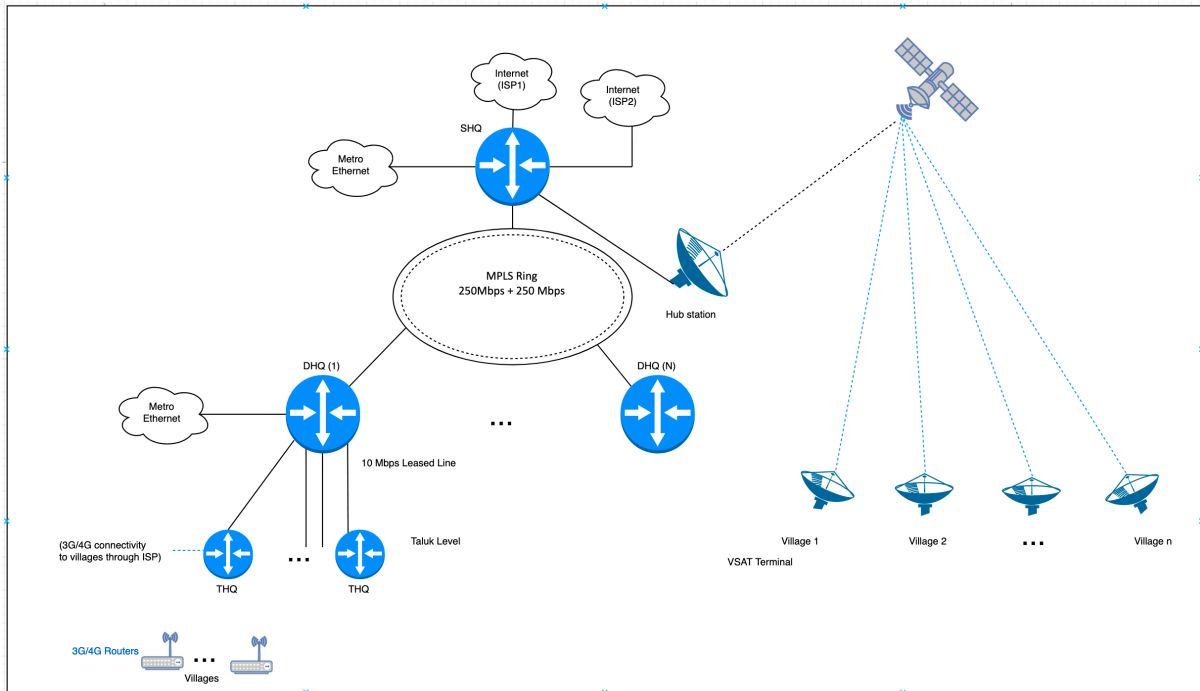 Internet
(ISP1)
Internet
(ISP2)
SHQ
Metro
Ethernet
MPLS Ring
250Mbps + 250 Mbps
Hub station
DHQ (1)
DHQ (N)
Metro
Ethernet
...
10 Mbps Leased Line
(3G/4G connectivity
to villages through ISP)
...
Taluk Level
THQ
THQ
Village 1
Village 2
...
Village n
VSAT Terminal
3G/4G Routers
...
Villages